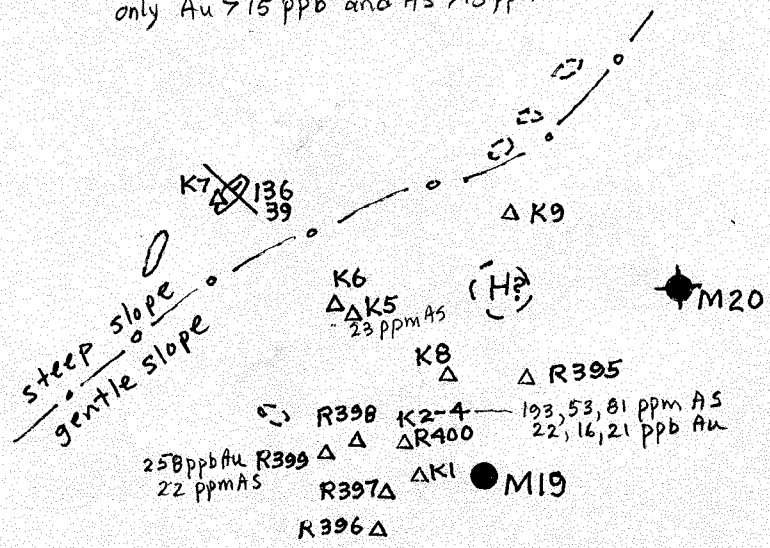 only Au > 15 ppb and As > 10 pp
K7
136
39
K9
K6
K5
23 ppm AS
H?
M20
steep slope
gentle slope
K8
R395
R398
K2-4
193, 53, 81 ppm AS
22, 16, 21 ppb Au
R400
258 ppb Au R399
22 ppm AS
K1
M19
R397
R396